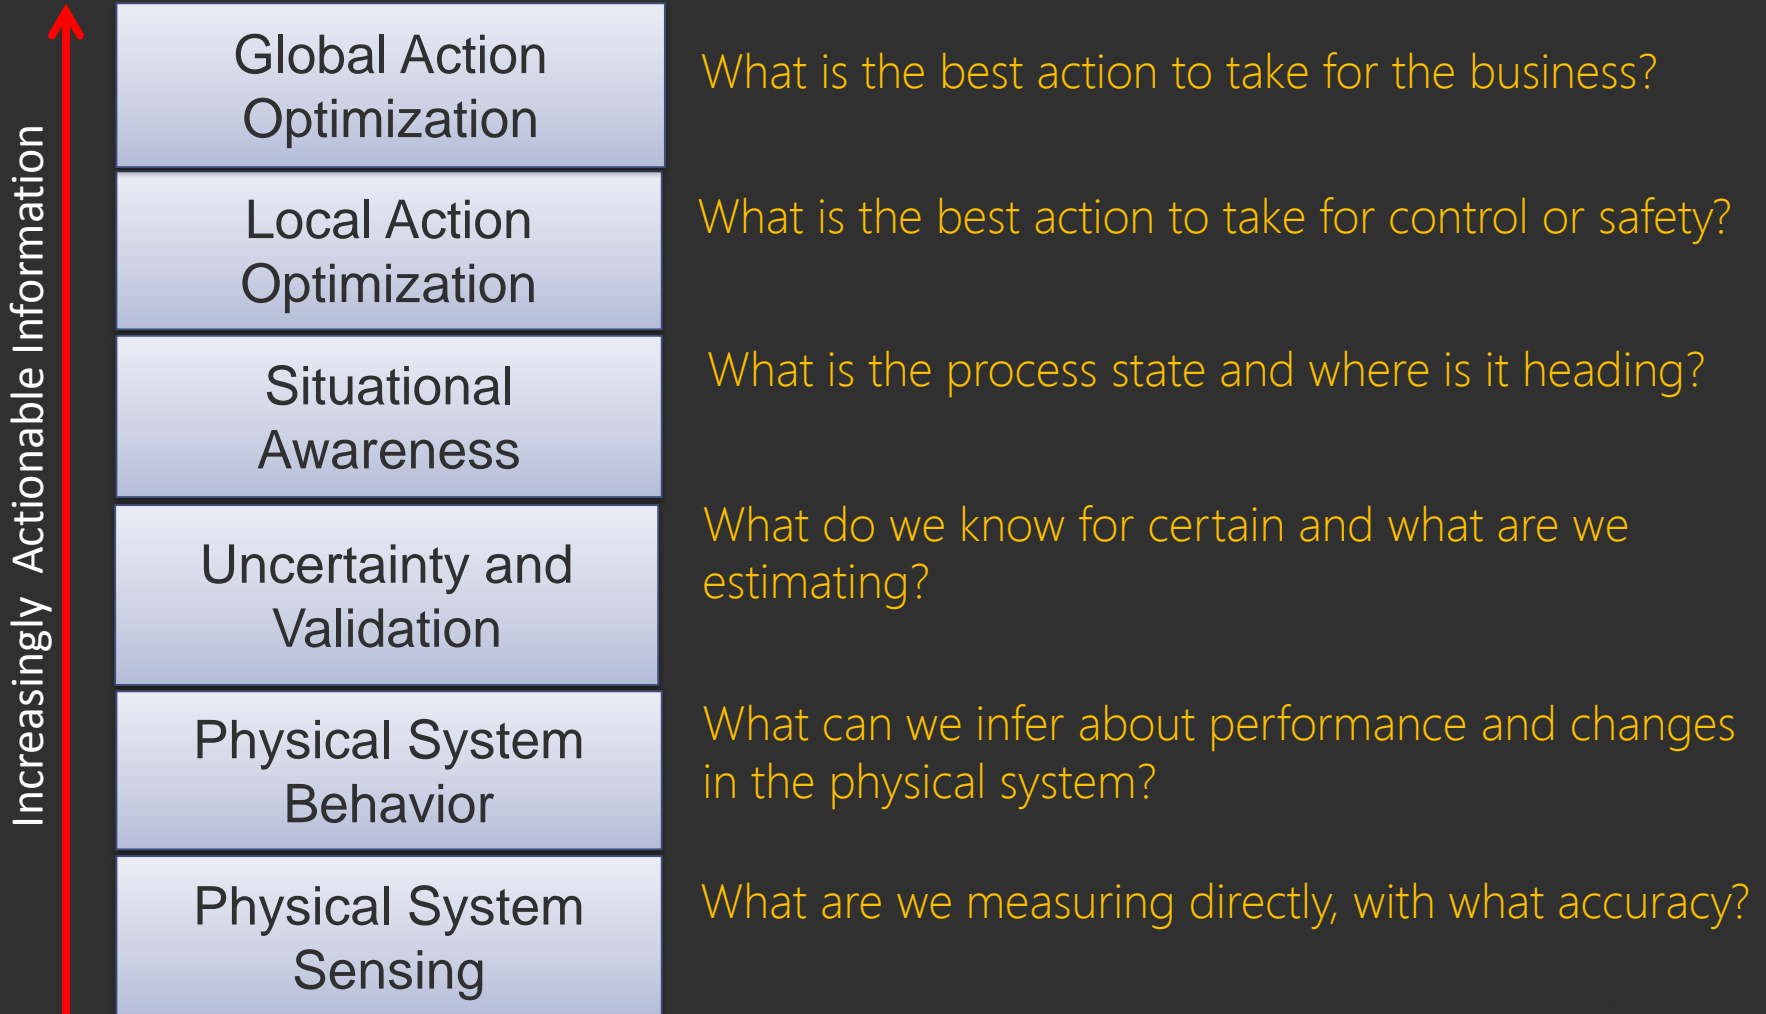 Increasingly Actionable Information
Global Action
Optimization
What is the best action to take for the business?
Local Action
Optimization
What is the best action to take for control or safety?
Situational
Awareness
What is the process state and where is it heading?
Uncertainty and
Validation
What do we know for certain and what are we
estimating?
Physical System
Behavior
What can we infer about performance and changes
in the physical system?
Physical System
Sensing
What are we measuring directly, with what accuracy?